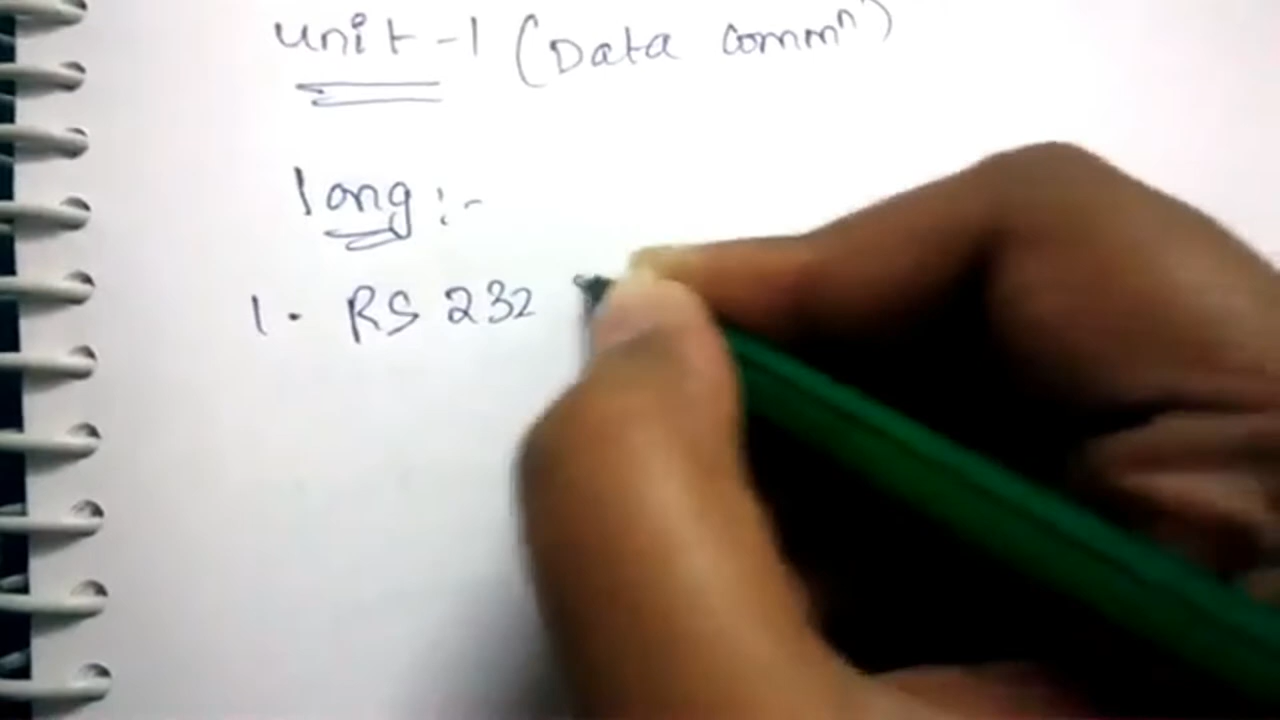 unit-1 (Data commⁿ)
long :-
1. RS 232